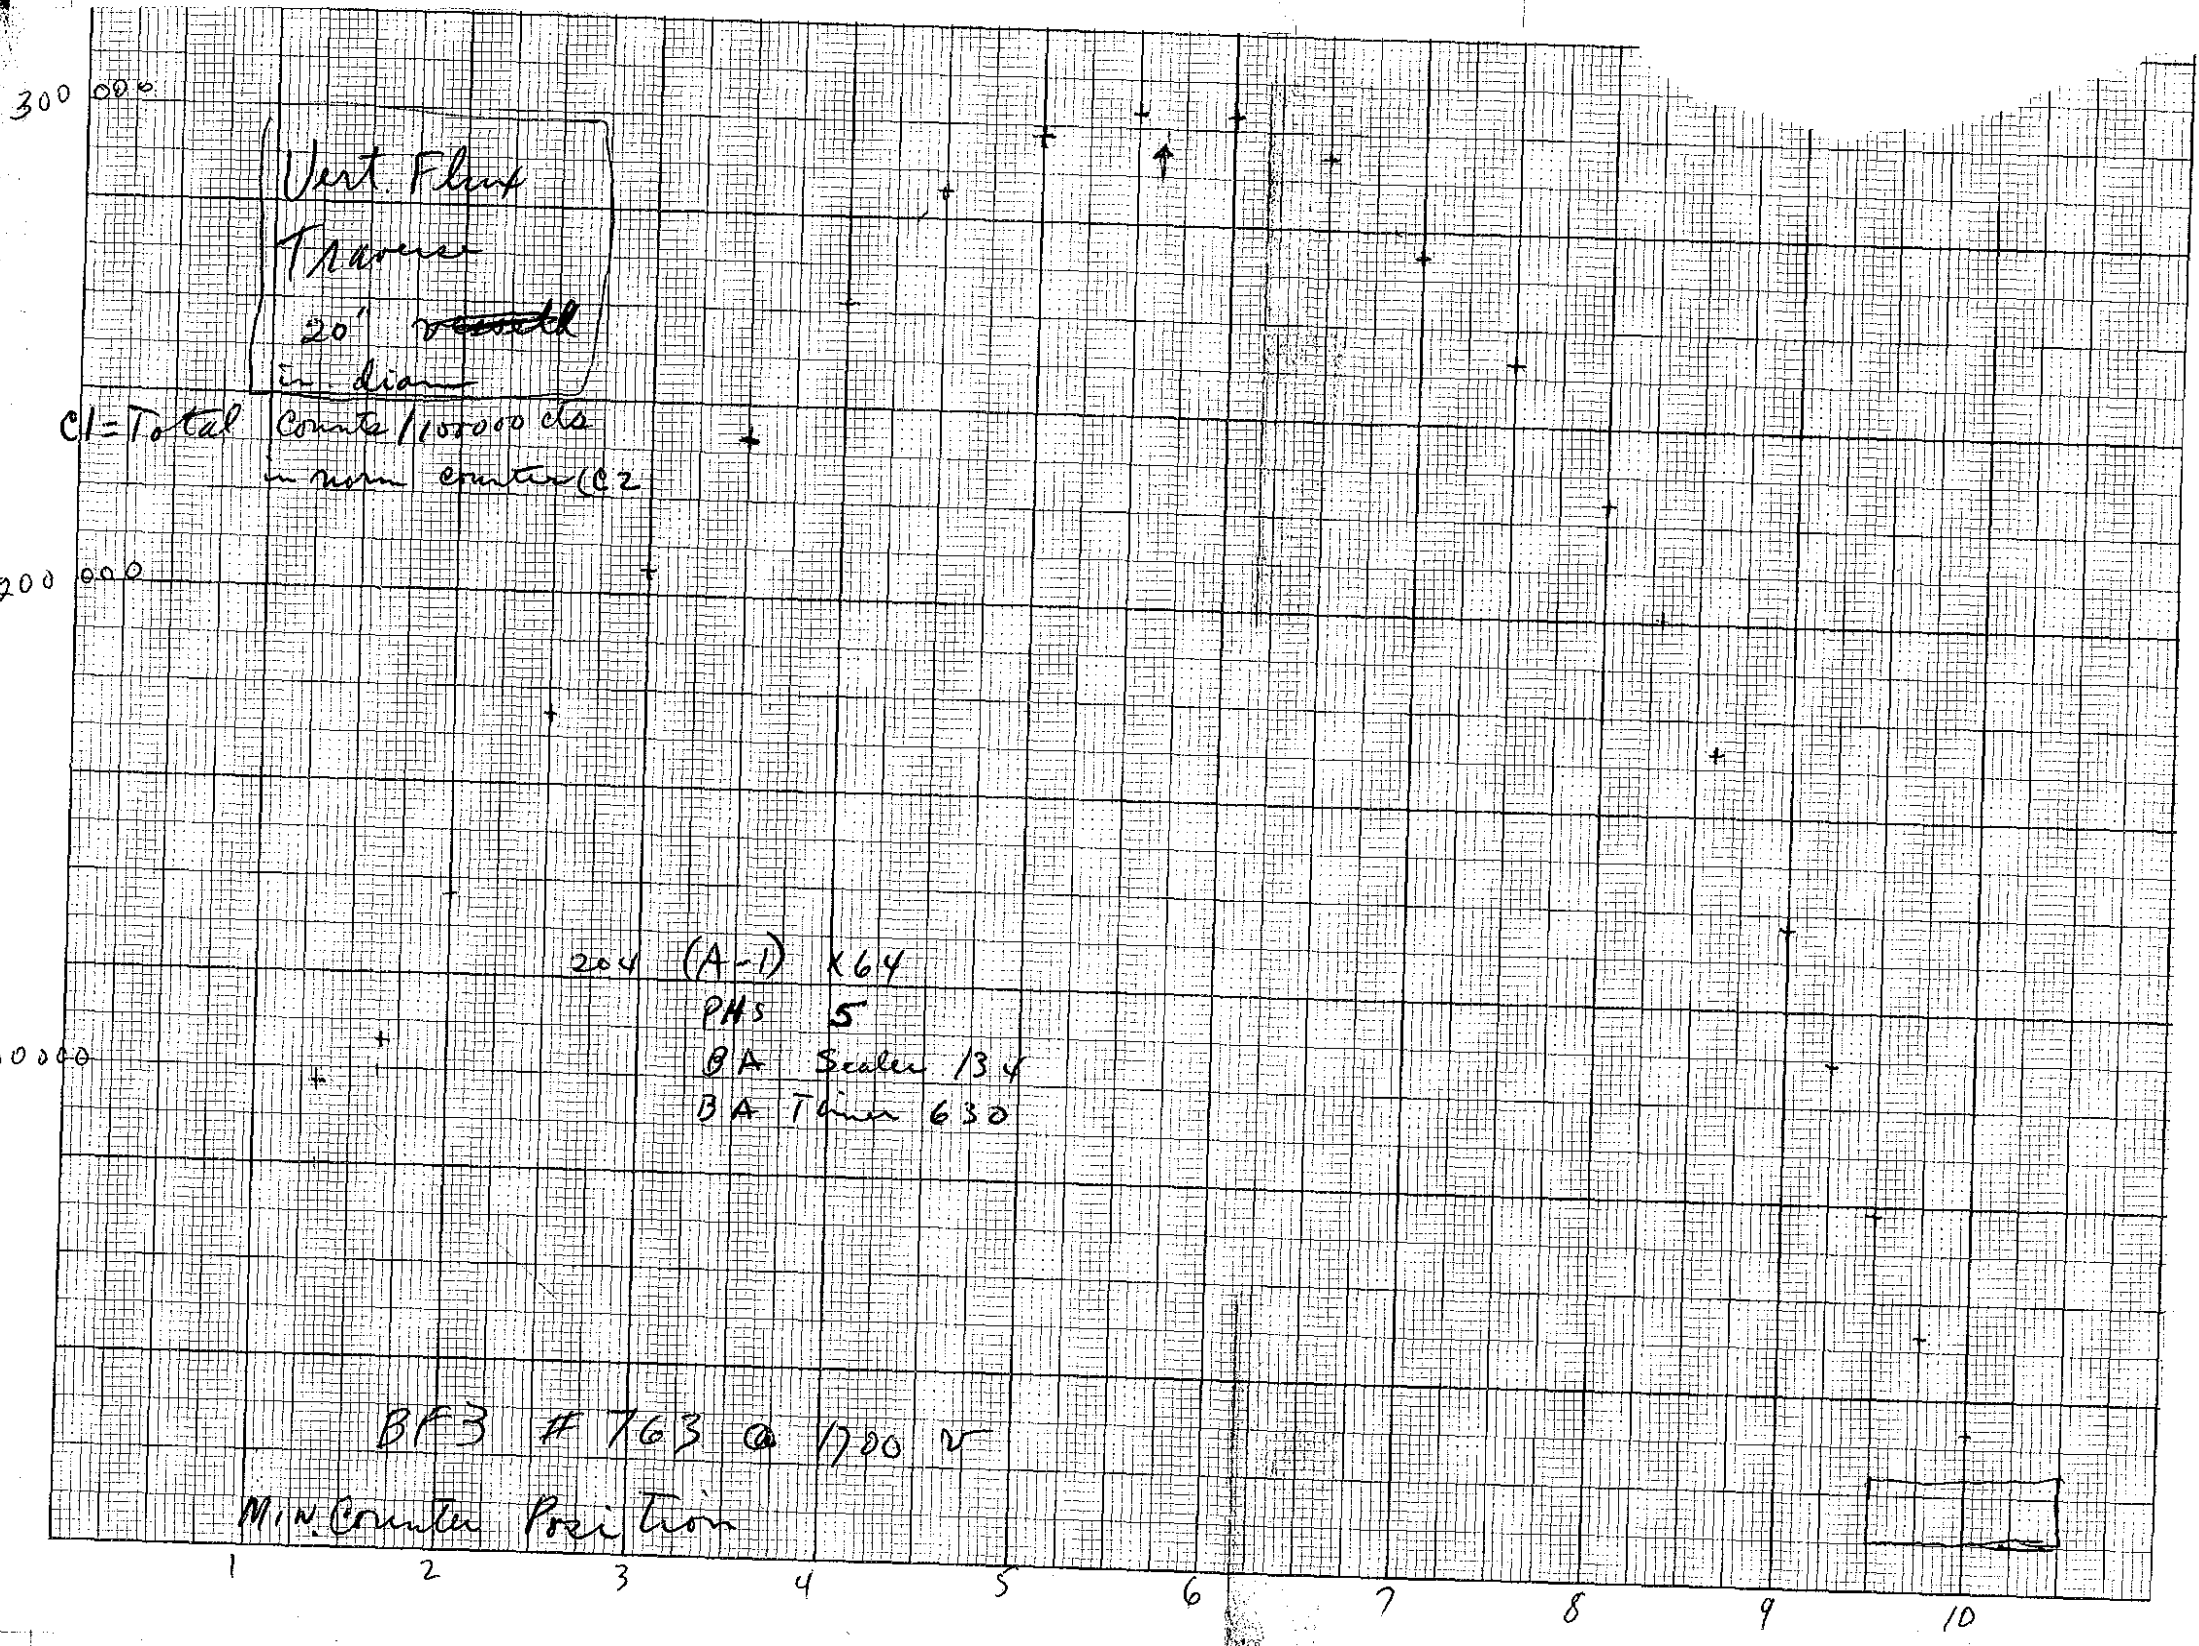 300 000
Vert. Flux
Traverse
20"
in diam
C1 = Total Counts / 100000 cts
in norm counter (C2
200 000
204 (A-1) x64
PHS 5
BA Scaler 134
BA Timer 630
00000
BF3 # 763 @ 1700 v
Min. Counter Position
1 2 3 4 5 6 7 8 9 10